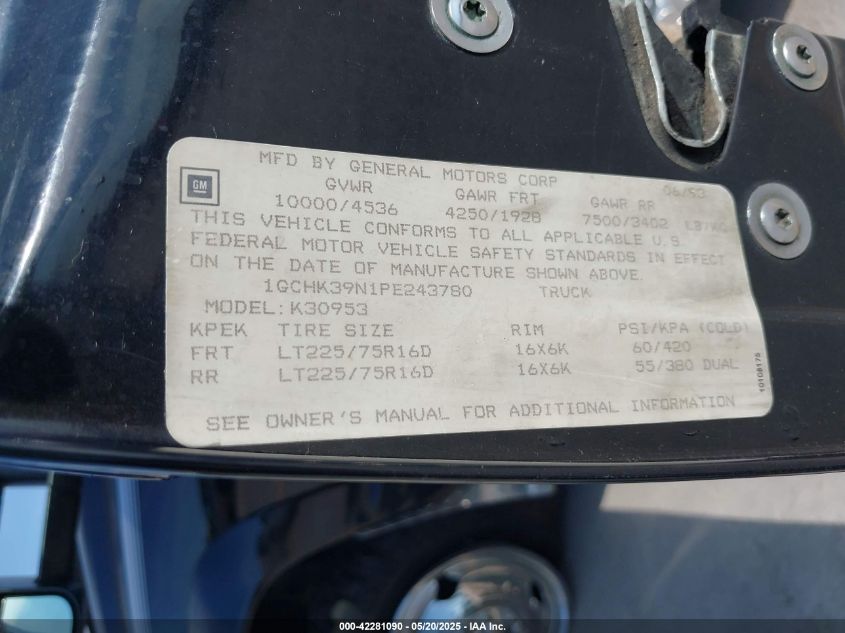 GM
MFD BY GENERAL MOTORS CORP 06/93
GVWR GAWR FRT GAWR RR
10000/4536 4250/1928 7500/3402 LB/KG
THIS VEHICLE CONFORMS TO ALL APPLICABLE U.S.
FEDERAL MOTOR VEHICLE SAFETY STANDARDS IN EFFECT
ON THE DATE OF MANUFACTURE SHOWN ABOVE.
1GCHK39N1PE243780 TRUCK
MODEL: K30953
KPEK TIRE SIZE RIM PSI/KPA (COLD)
FRT LT225/75R16D 16X6K 60/420
RR LT225/75R16D 16X6K 55/380 DUAL
SEE OWNER'S MANUAL FOR ADDITIONAL INFORMATION
10108175
000-42281090 - 05/20/2025 - IAA Inc.